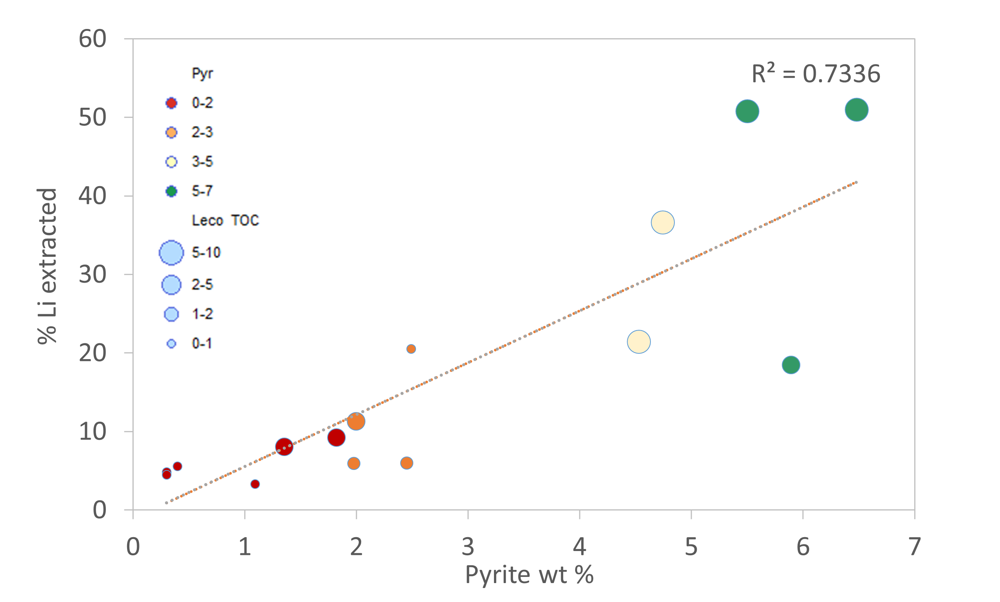 60
50
40
30
20
10
0
% Li extracted
Pyr
0-2
2-3
3-5
5-7
Leco TOC
5-10
2-5
1-2
0-1
R² = 0.7336
0 1 2 3 4 5 6 7
Pyrite wt %